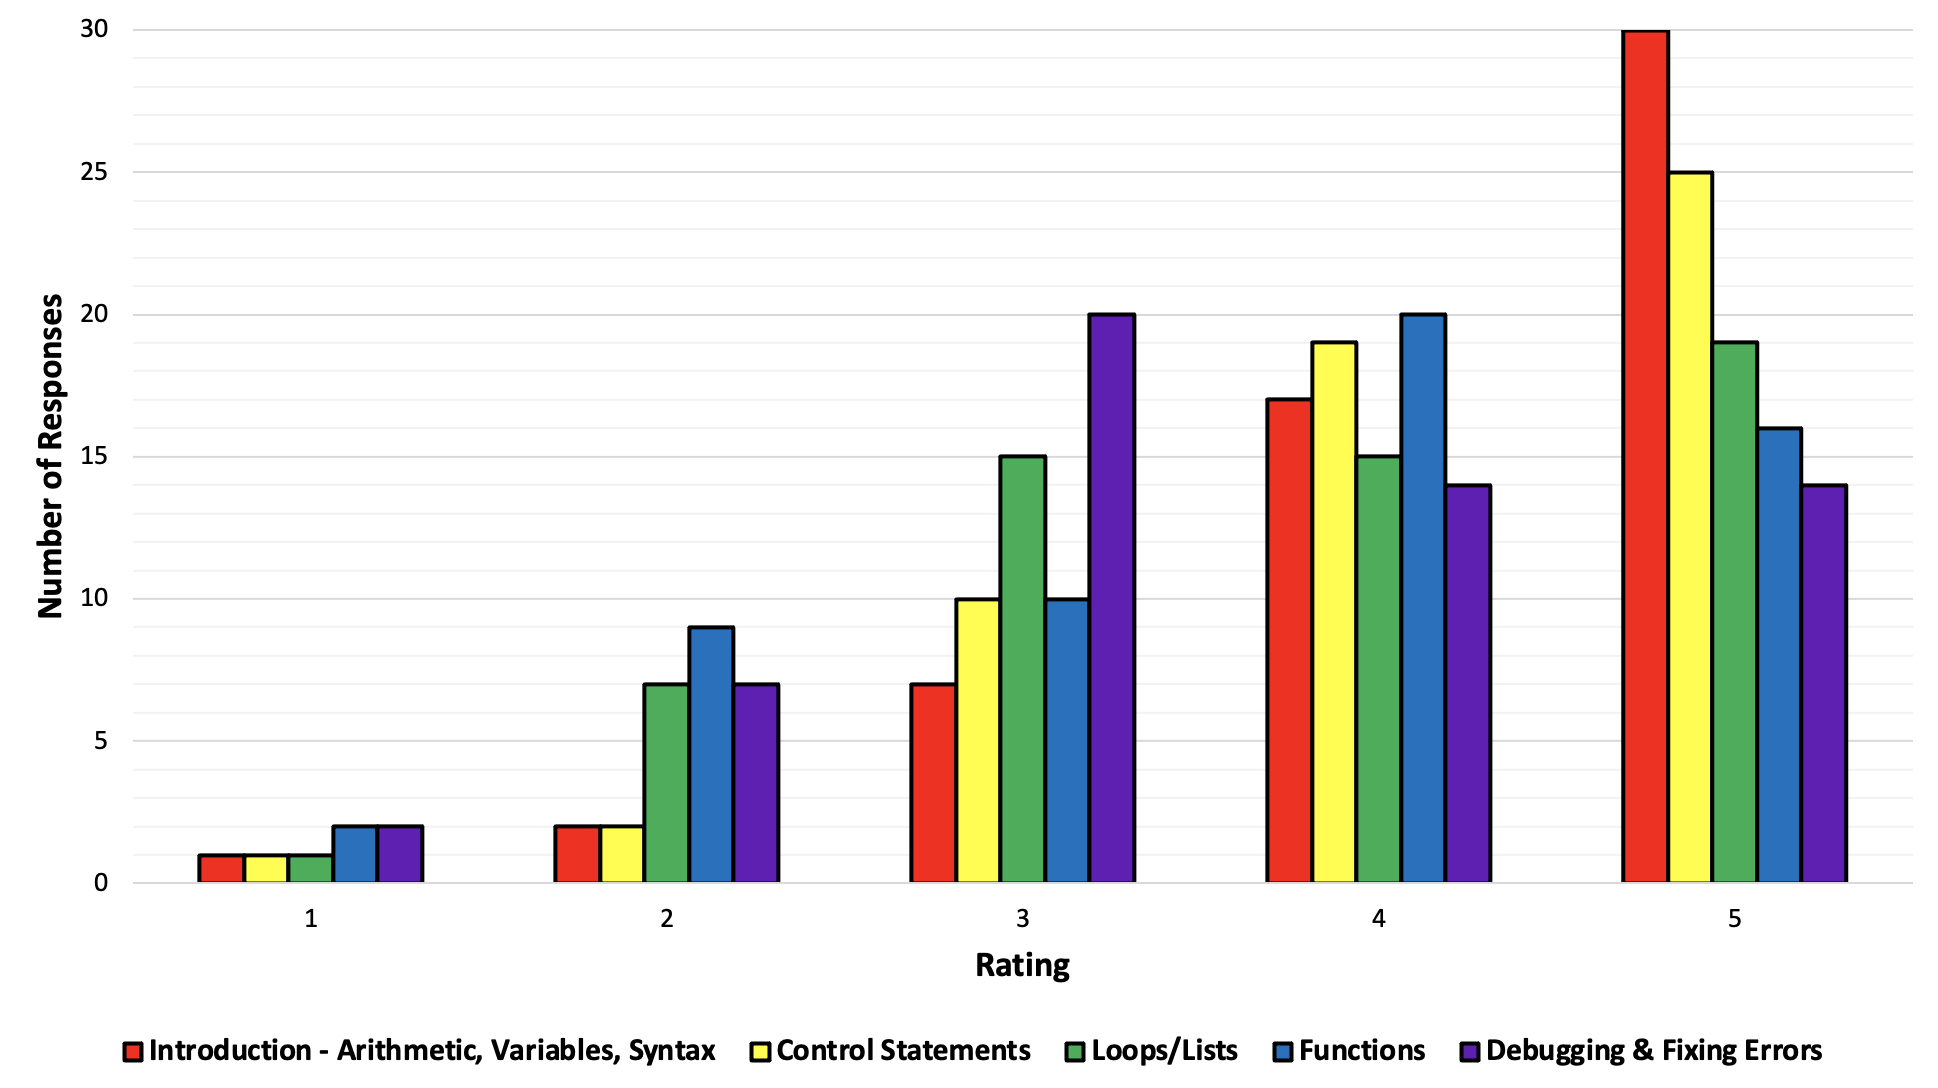 30
25
20
15
10
5
0
Number of Responses
1 2 3 4 5
Rating
Introduction - Arithmetic, Variables, Syntax Control Statements Loops/Lists Functions Debugging & Fixing Errors